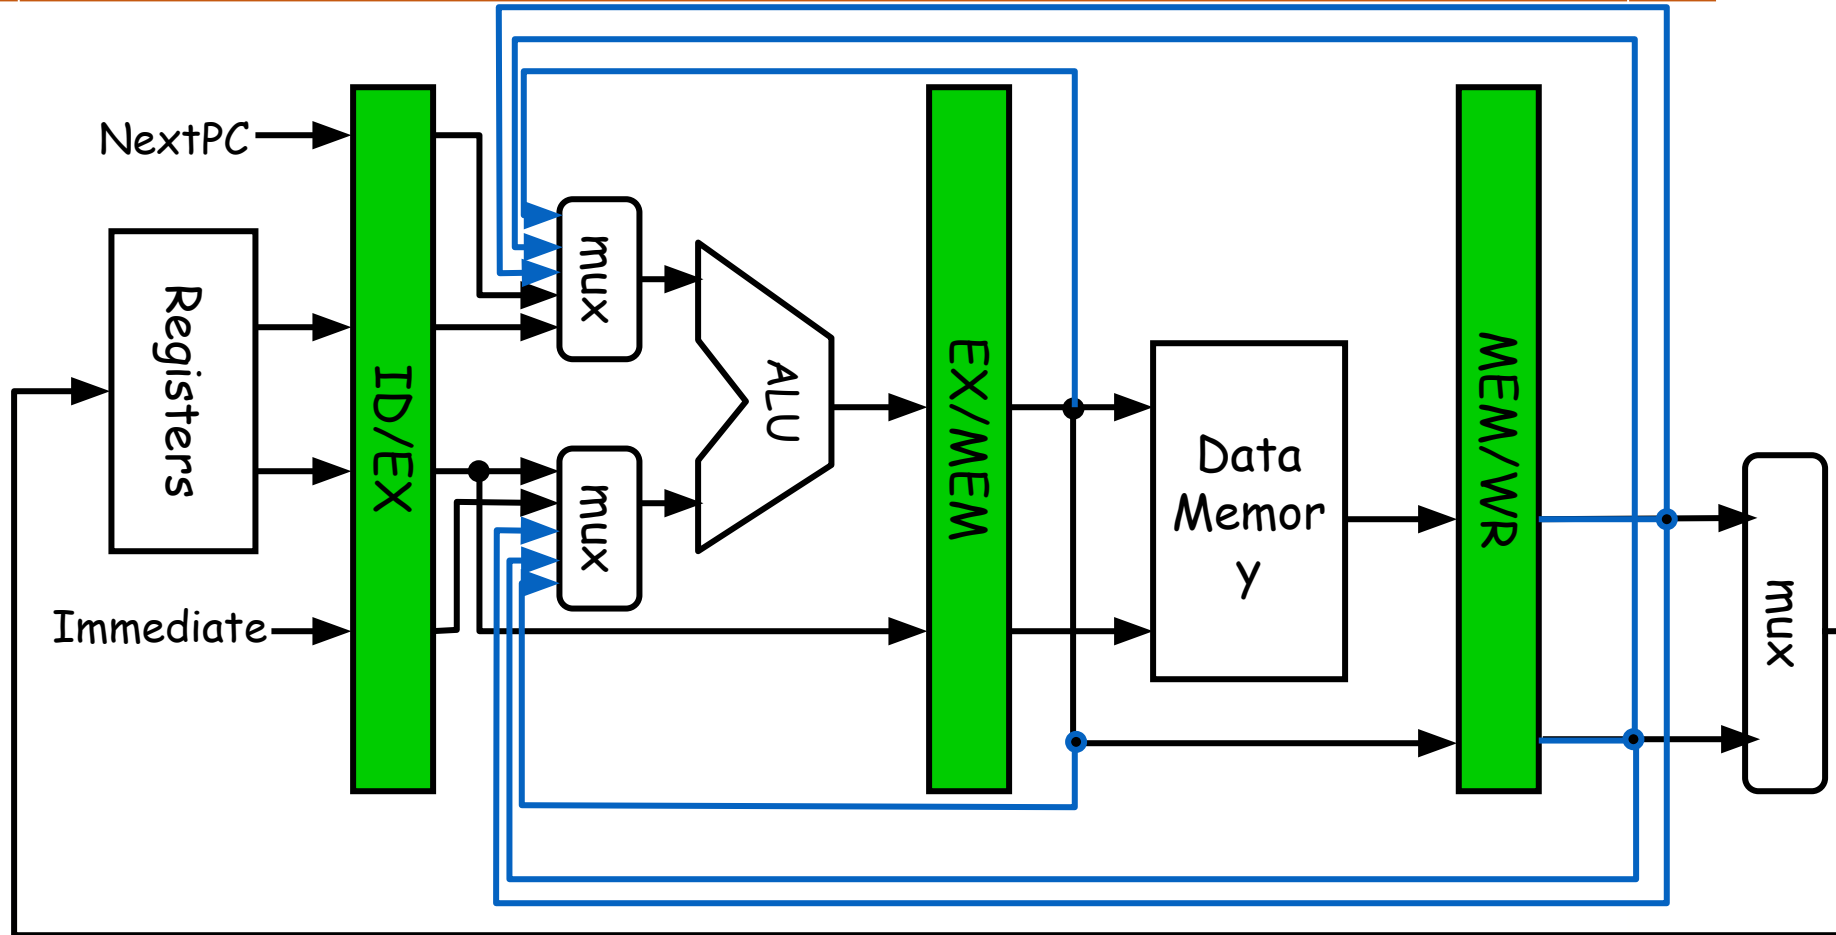 NextPC
Registers
Immediate
ID/EX
mux
mux
ALU
EX/MEM
Data
Memor
y
MEM/WR
mux